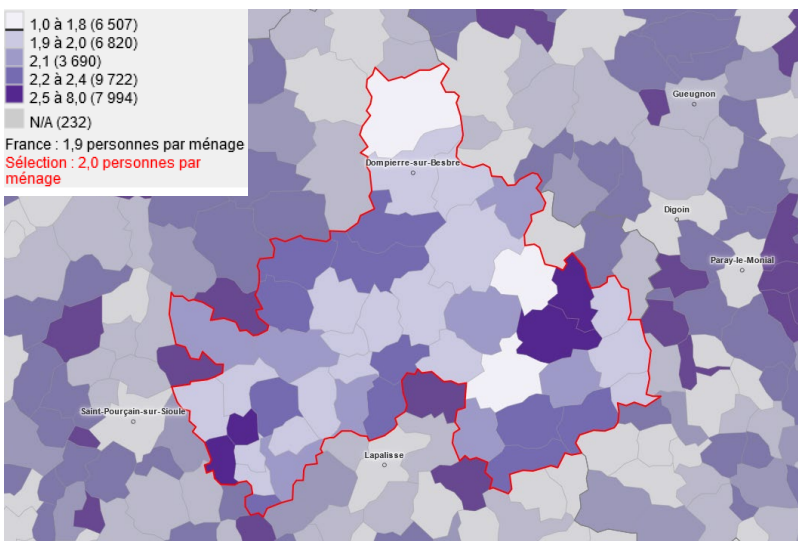 1,0 à 1,8 (6 507)
1,9 à 2,0 (6 820)
2,1 (3 690)
2,2 à 2,4 (9 722)
2,5 à 8,0 (7 994)
N/A (232)
France : 1,9 personnes par ménage
Sélection : 2,0 personnes par
ménage
Gueugnon
Dompierre-sur-Besbre
Digoin
Paray-le-Monial
Saint-Pourçain-sur-Sioule
Lapalisse